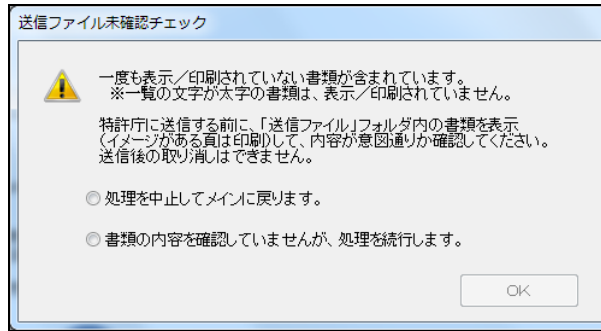 送信ファイル未確認チェック
一度も表示／印刷されていない書類が含まれています。
※一覧の文字が太字の書類は、表示／印刷されていません。
特許庁に送信する前に、「送信ファイル」フォルダ内の書類を表示
(イメージがある頁は印刷)して、内容が意図通りか確認してください。
送信後の取り消しはできません。
処理を中止してメインに戻ります。
書類の内容を確認していませんが、処理を続行します。
OK